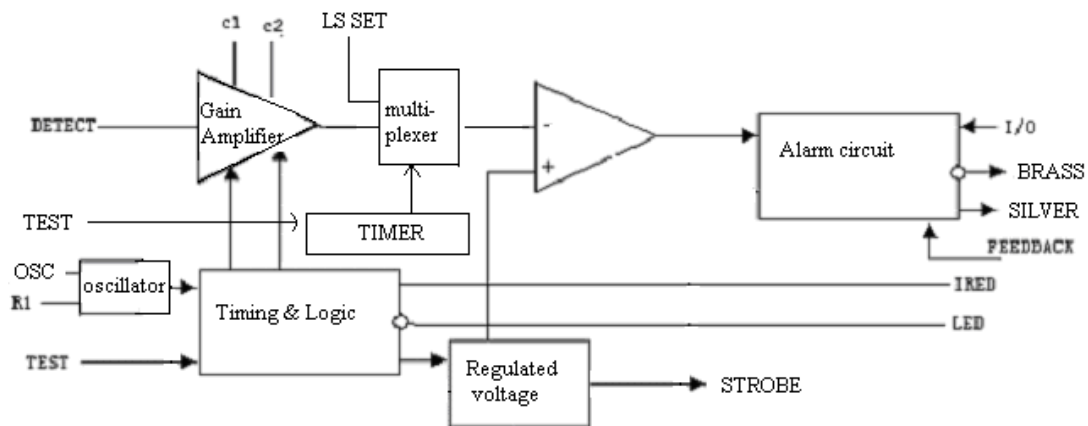 c1
c2
LS SET
DETECT
Gain
Amplifier
multi-
plexer
-
+
Alarm circuit
I/O
BRASS
SILVER
FEEDBACK
TEST
TIMER
OSC
R1
oscillator
Timing & Logic
IRED
LED
TEST
Regulated
voltage
STROBE